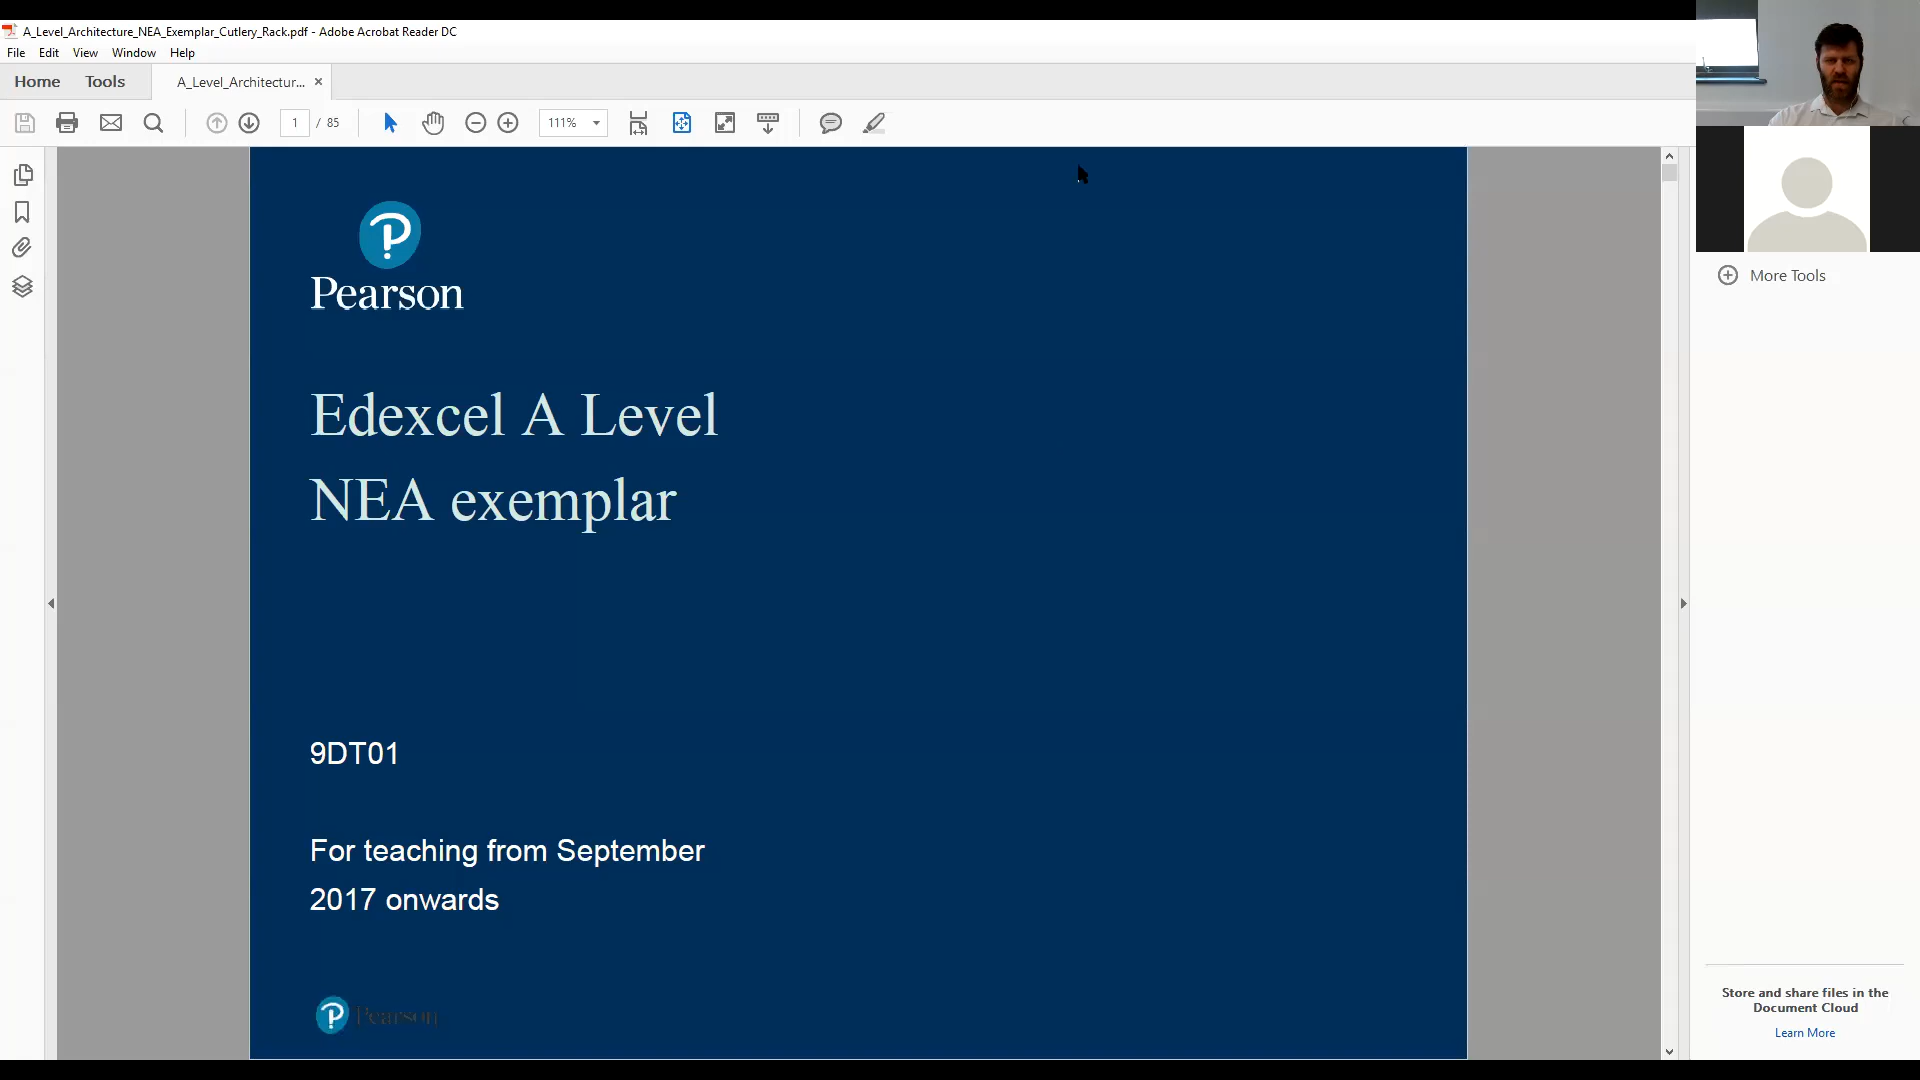 A_Level_Architecture_NEA_Exemplar_Cutlery_Rack.pdf - Adobe Acrobat Reader DC
File Edit View Window Help
Home Tools A_Level_Architectur... ×
1 / 85 111%
Pearson
Edexcel A Level
NEA exemplar
9DT01
For teaching from September
2017 onwards
Pearson
More Tools
Store and share files in the
Document Cloud
Learn More